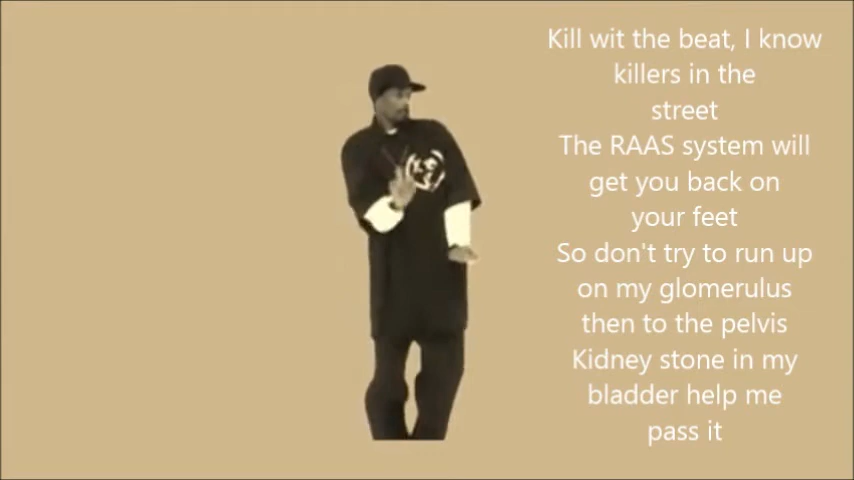 Kill wit the beat, I know
killers in the
street
The RAAS system will
get you back on
your feet
So don't try to run up
on my glomerulus
then to the pelvis
Kidney stone in my
bladder help me
pass it